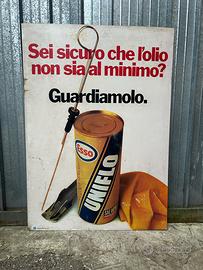 Sei sicuro che l'olio
non sia al minimo?
Guardiamolo.
Esso
UNIFLO